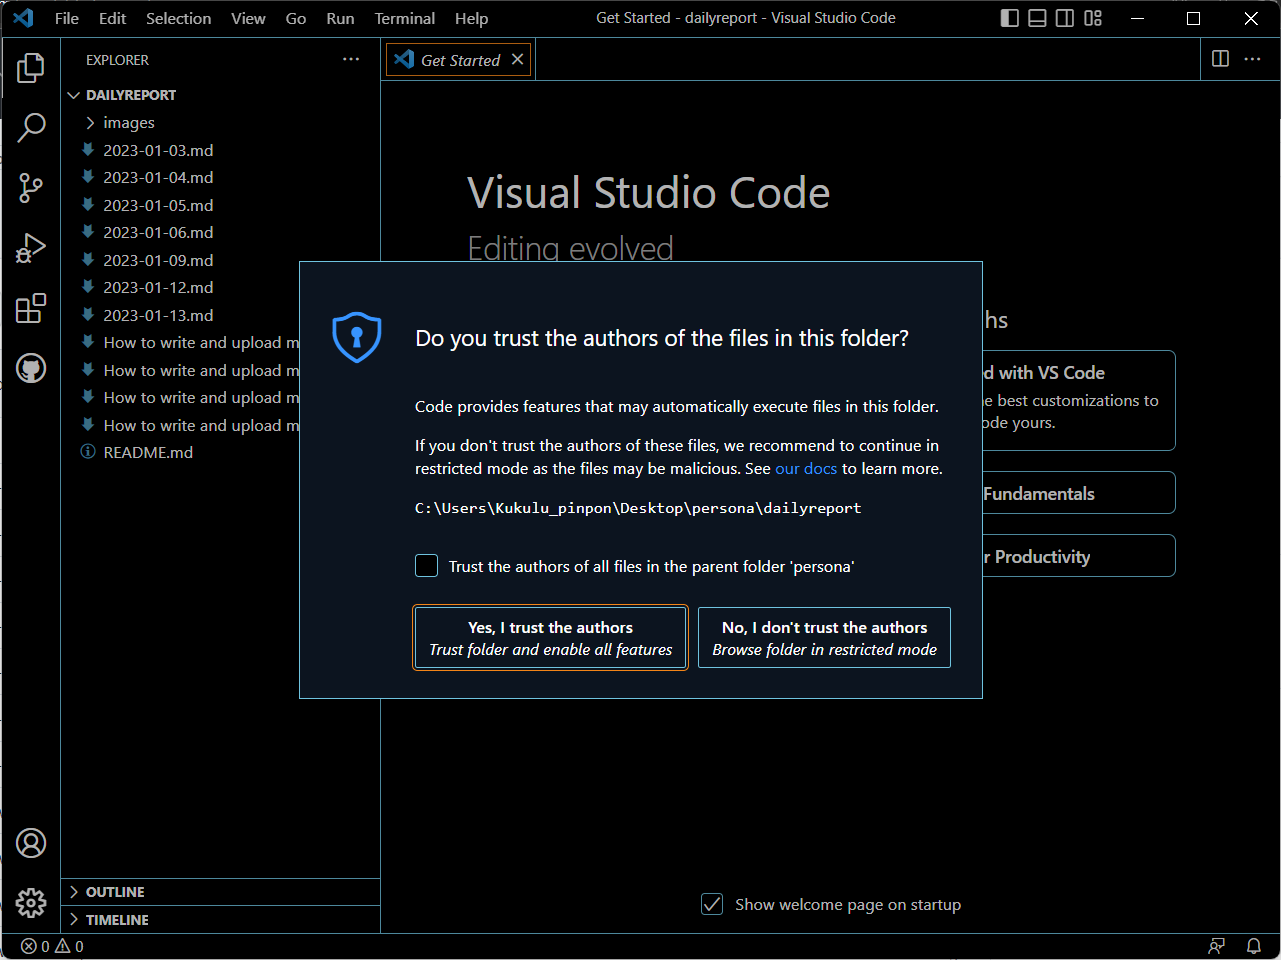 File Edit Selection View Go Run Terminal Help
Get Started - dailyreport - Visual Studio Code
EXPLORER
Get Started
DAILYREPORT
images
2023-01-03.md
2023-01-04.md
2023-01-05.md
2023-01-06.md
2023-01-09.md
2023-01-12.md
2023-01-13.md
How to write and upload m
How to write and upload m
How to write and upload m
How to write and upload m
README.md
Visual Studio Code
Editing evolved
hs
d with VS Code
e best customizations to
ode yours.
Fundamentals
r Productivity
Do you trust the authors of the files in this folder?
Code provides features that may automatically execute files in this folder.
If you don't trust the authors of these files, we recommend to continue in
restricted mode as the files may be malicious. See our docs to learn more.
C:\Users\Kukulu_pinpon\Desktop\persona\dailyreport
Trust the authors of all files in the parent folder 'persona'
Yes, I trust the authors
Trust folder and enable all features
No, I don't trust the authors
Browse folder in restricted mode
Show welcome page on startup
OUTLINE
TIMELINE
0 0